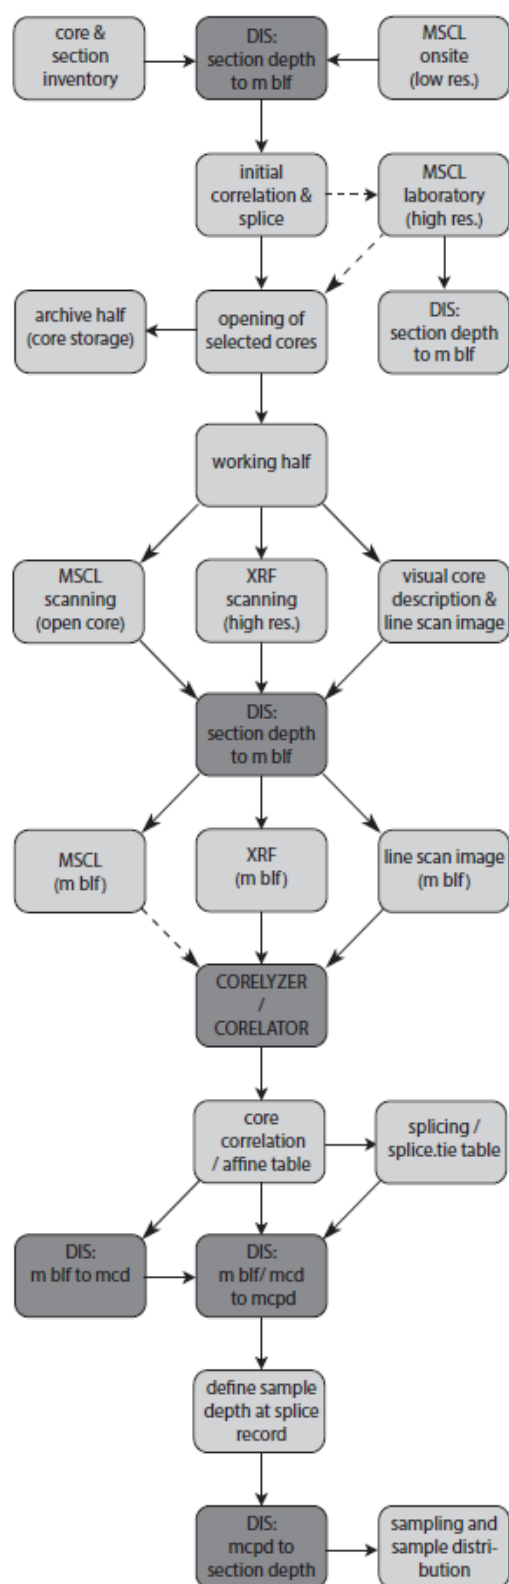 core &
section
inventory
DIS:
section depth
to m blf
MSCL
onsite
(low res.)
initial
correlation &
splice
MSCL
laboratory
(high res.)
archive half
(core storage)
opening of
selected cores
DIS:
section depth
to m blf
working half
MSCL
scanning
(open core)
XRF
scanning
(high res.)
visual core
description &
line scan image
DIS:
section depth
to m blf
MSCL
(m blf)
XRF
(m blf)
line scan image
(m blf)
CORELYZER
/
CORELATOR
core
correlation
/ affine table
splicing /
splice.tie table
DIS:
m blf to mcd
DIS:
m blf/ mcd
to mcpd
define sample
depth at splice
record
DIS:
mcpd to
section depth
sampling and
sample distri-
bution